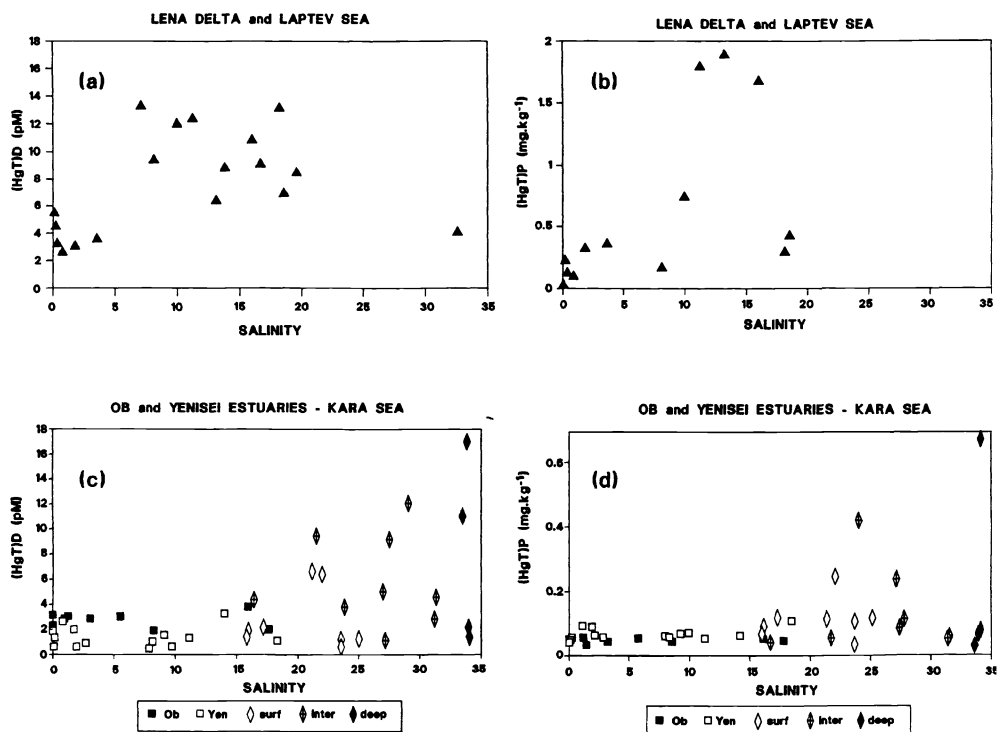 LENA DELTA and LAPTEV SEA
(a)
(HgT)D (pM)
18
16
14
12
10
8
6
4
2
0
0 5 10 15 20 25 30 35
SALINITY
LENA DELTA and LAPTEV SEA
(b)
(HgT)P (mg.kg⁻¹)
2
1.5
1
0.5
0
0 5 10 15 20 25 30 35
SALINITY
OB and YENISEI ESTUARIES - KARA SEA
(c)
(HgT)D (pM)
18
16
14
12
10
8
6
4
2
0
0 5 10 15 20 25 30 35
SALINITY
Ob Yen surf inter deep
OB and YENISEI ESTUARIES - KARA SEA
(d)
(HgT)P (mg.kg⁻¹)
0.6
0.4
0.2
0
0 5 10 15 20 25 30 35
SALINITY
Ob Yen surf inter deep